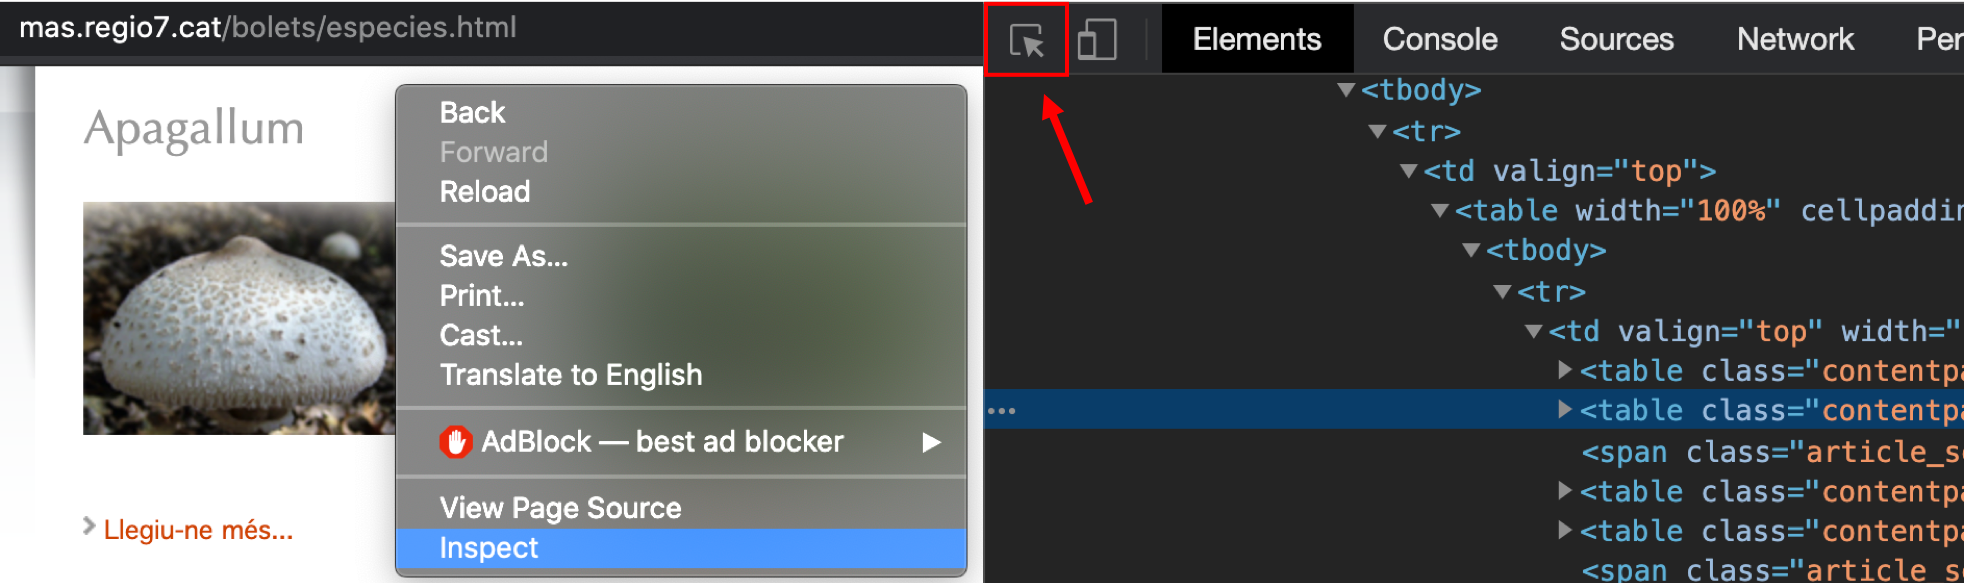 mas.regio7.cat/bolets/especies.html
Apagallum
Llegiu-ne més...
Back
Forward
Reload
Save As...
Print...
Cast...
Translate to English
AdBlock — best ad blocker
View Page Source
Inspect
Elements Console Sources Network Per
<tbody>
<tr>
<td valign="top">
<table width="100%" cellpaddin
<tbody>
<tr>
<td valign="top" width="
<table class="contentpa
<table class="contentpa
<span class="article_se
<table class="contentpa
<table class="contentpa
<span class="article_se